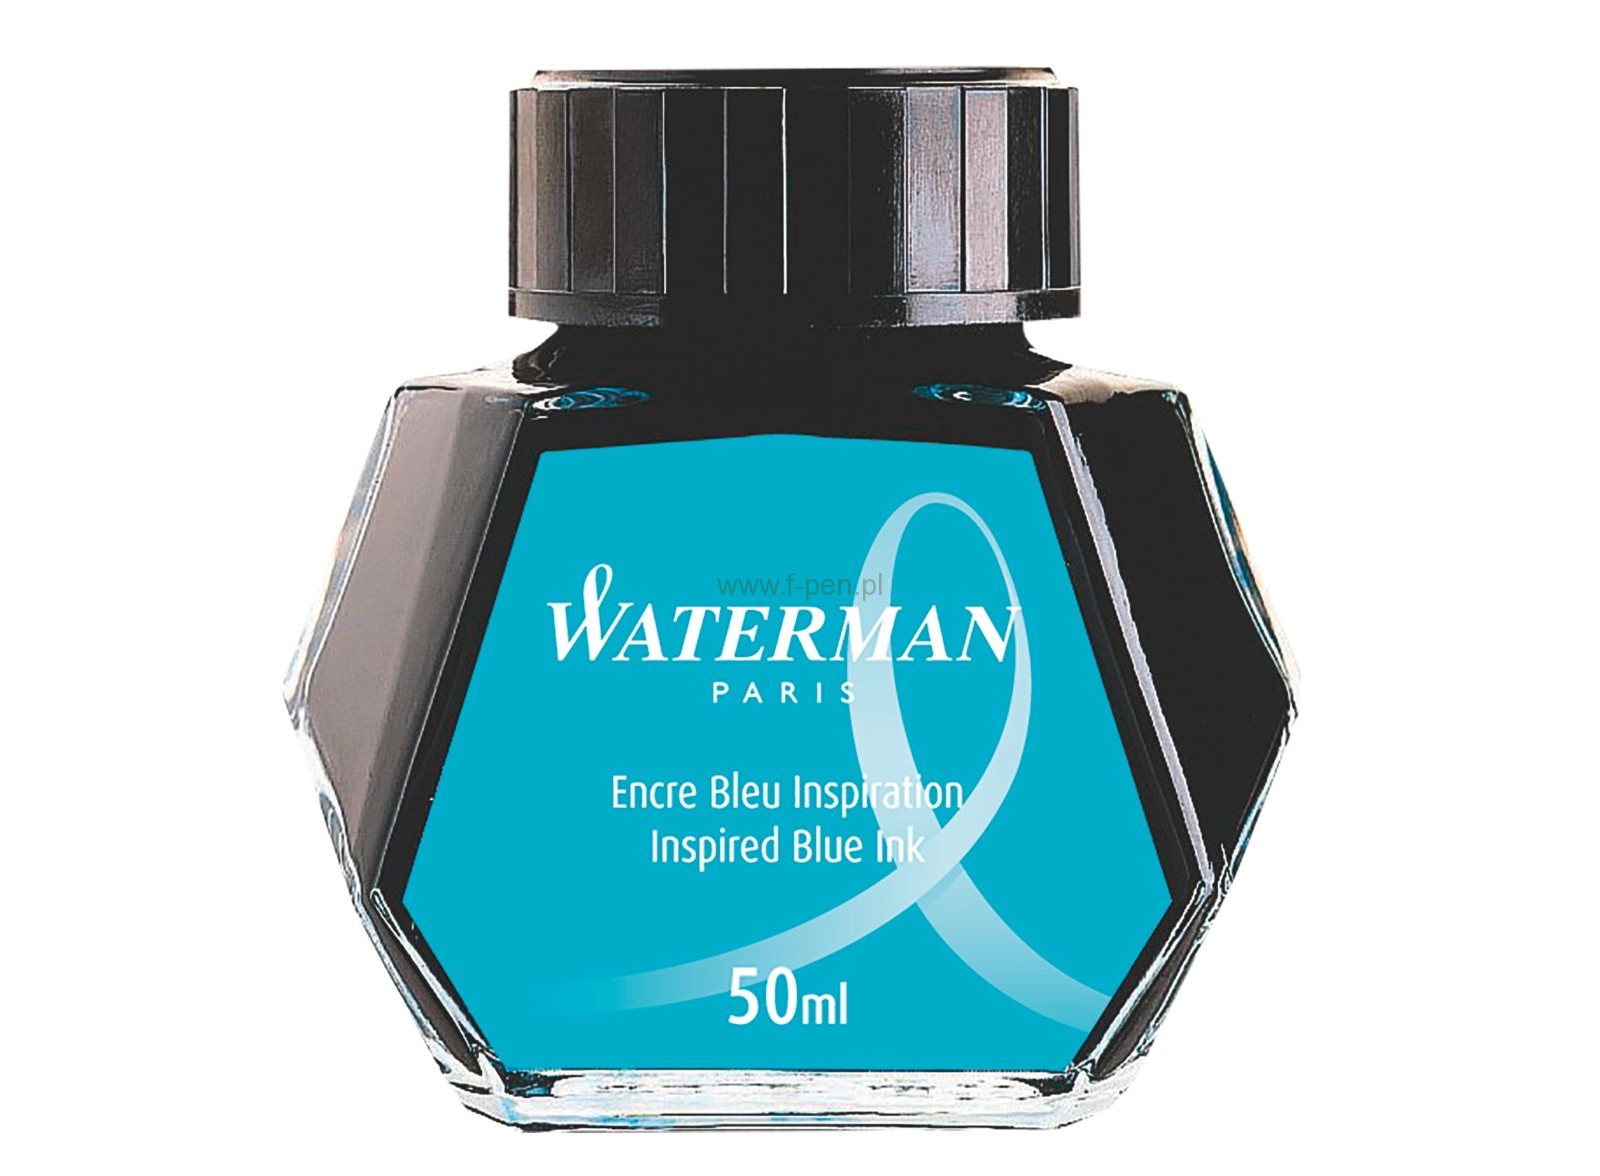 www.f-pen.pl
WATERMAN
PARIS
Encre Bleu Inspiration
Inspired Blue Ink
50ml